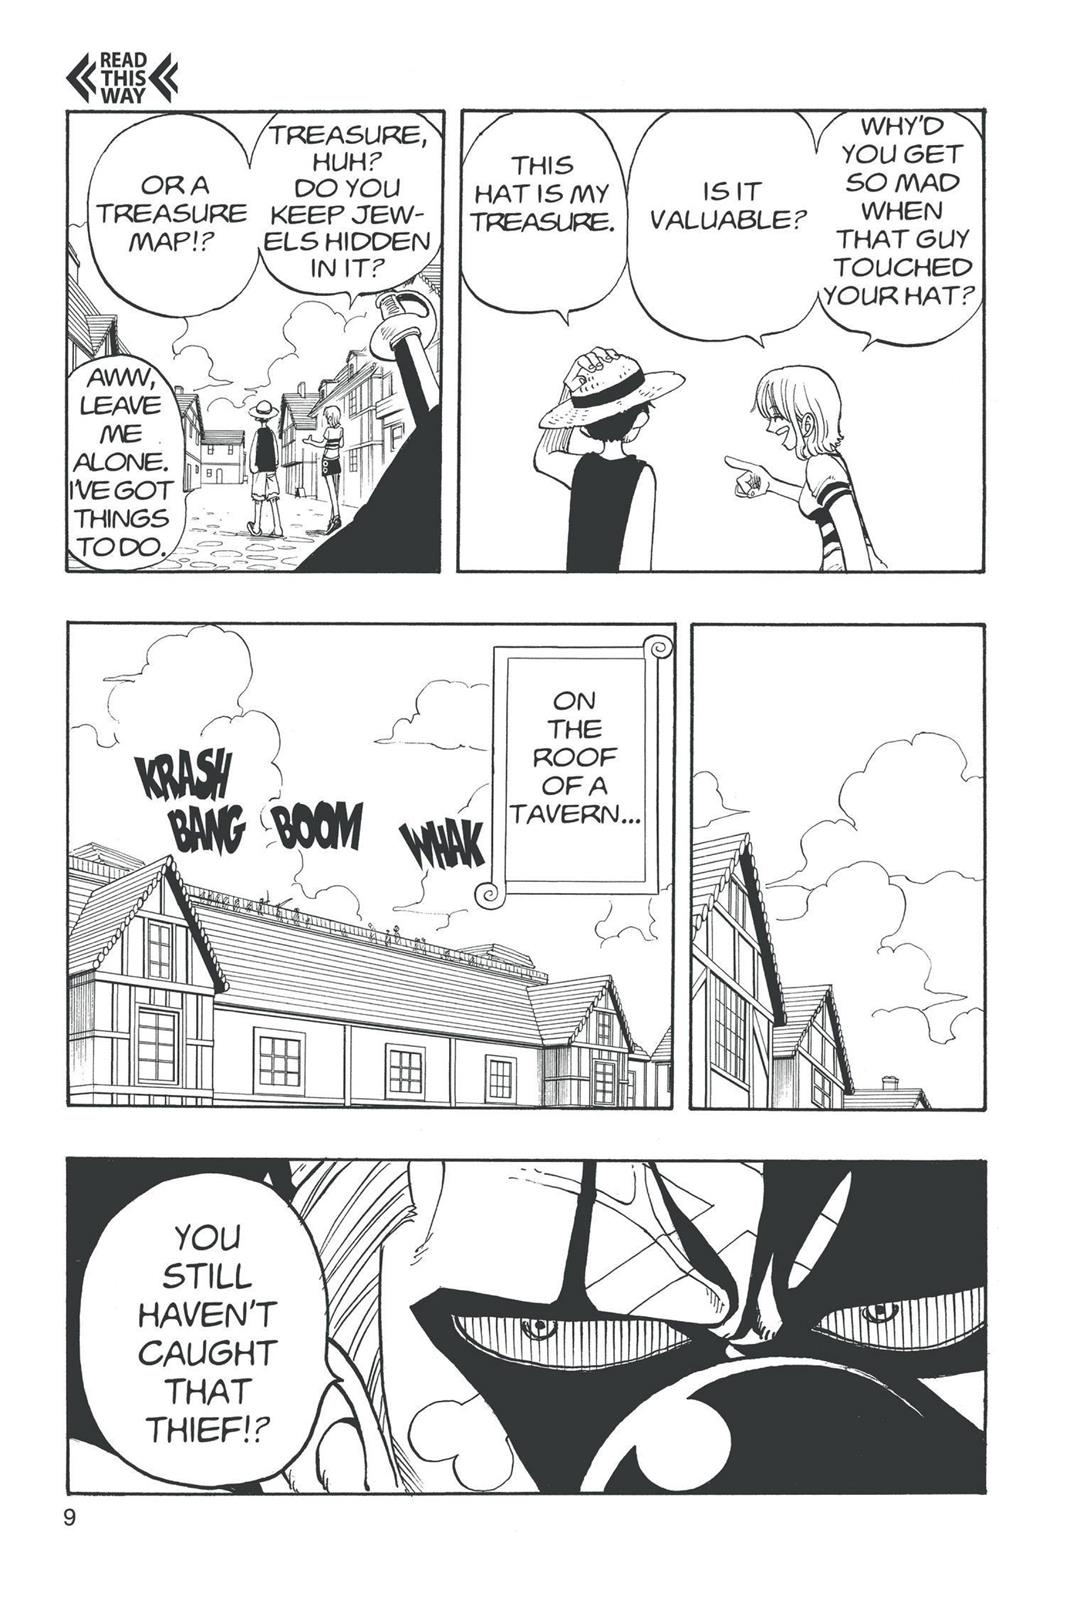 READ
THIS
WAY
WHY'D
YOU GET
SO MAD
WHEN
THAT GUY
TOUCHED
YOUR HAT?
IS IT
VALUABLE?
THIS
HAT IS MY
TREASURE.
TREASURE,
HUH?
DO YOU
KEEP JEW-
ELS HIDDEN
IN IT?
OR A
TREASURE
MAP!?
AWW,
LEAVE
ME
ALONE.
I'VE GOT
THINGS
TO DO.
ON
THE
ROOF
OF A
TAVERN...
KRASH
BANG
BOOM
WHAK
YOU
STILL
HAVEN'T
CAUGHT
THAT
THIEF!?
9